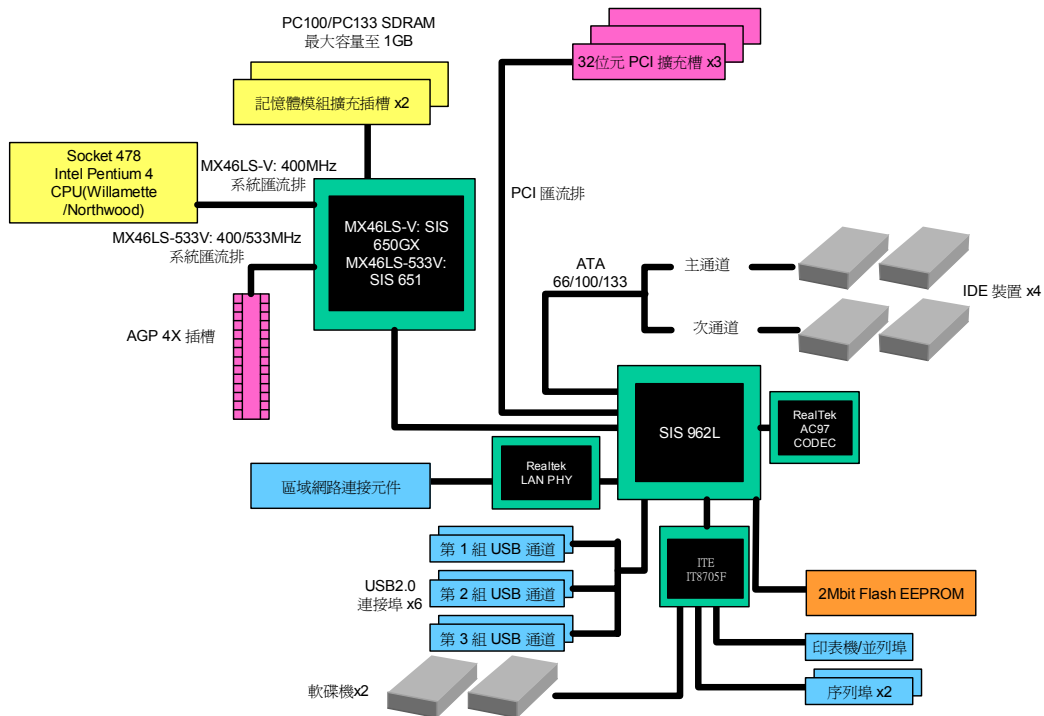 PC100/PC133 SDRAM
最大容量至 1GB
記憶體模組擴充插槽 x2
32位元 PCI 擴充槽 x3
Socket 478
Intel Pentium 4
CPU(Willamette
/Northwood)
MX46LS-V: 400MHz
系統匯流排
MX46LS-533V: 400/533MHz
系統匯流排
MX46LS-V: SIS
650GX
MX46LS-533V:
SIS 651
PCI 匯流排
AGP 4X 插槽
ATA
66/100/133
主通道
次通道
IDE 裝置 x4
SIS 962L
RealTek
AC97
CODEC
Realtek
LAN PHY
區域網路連接元件
第 1 組 USB 通道
第 2 組 USB 通道
第 3 組 USB 通道
USB2.0
連接埠 x6
ITE
IT8705F
2Mbit Flash EEPROM
印表機/並列埠
序列埠 x2
軟碟機x2